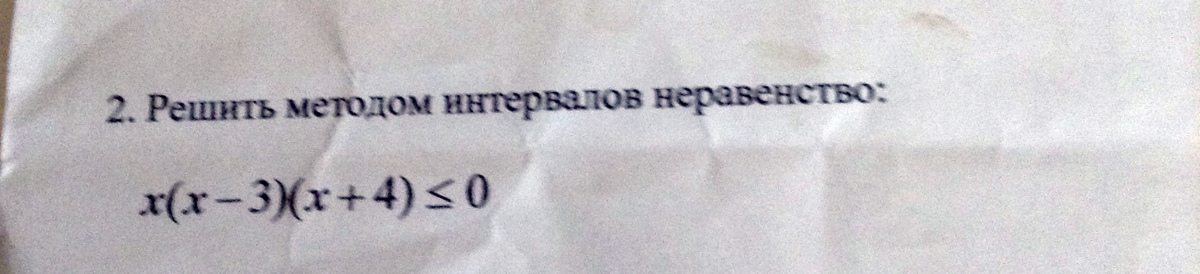 2. Решить методом интервалов неравенство:
x(x−3)(x+4)≤0